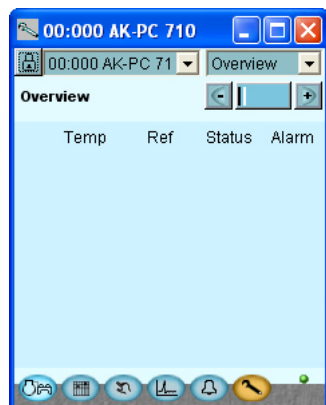 00:000 AK-PC 710
00:000 AK-PC 71 Overview
Overview
Temp Ref Status Alarm